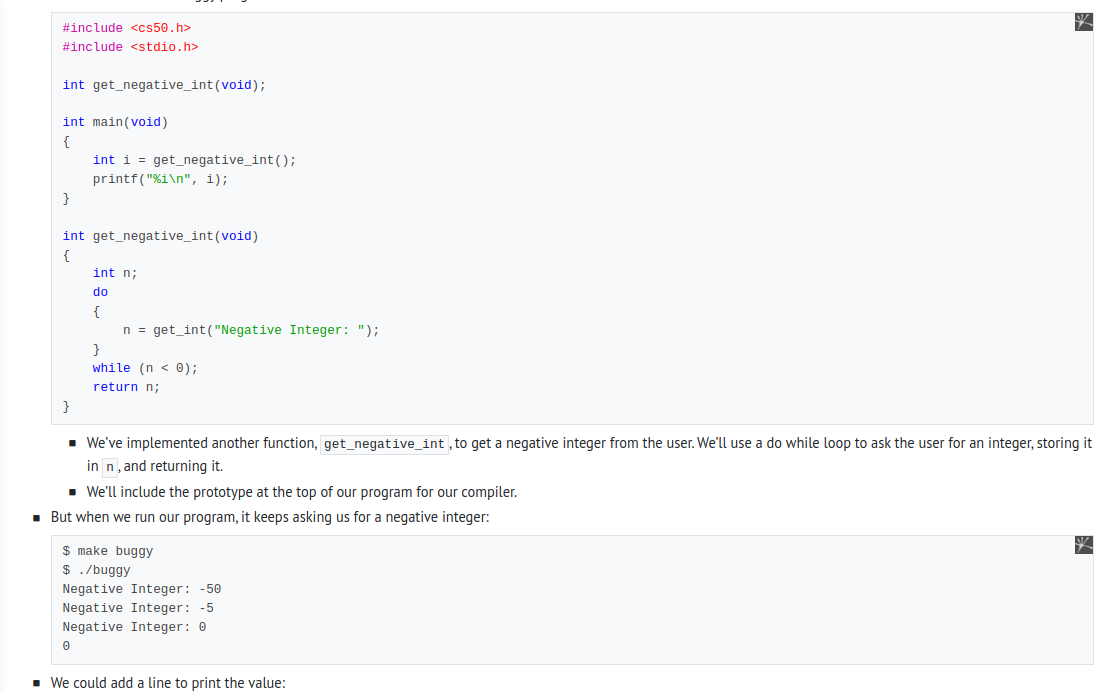 #include <cs50.h>
#include <stdio.h>
int get_negative_int(void);
int main(void)
{
    int i = get_negative_int();
    printf("%i\n", i);
}
int get_negative_int(void)
{
    int n;
    do
    {
        n = get_int("Negative Integer: ");
    }
    while (n < 0);
    return n;
}
We've implemented another function, get_negative_int, to get a negative integer from the user. We'll use a do while loop to ask the user for an integer, storing it
in n, and returning it.
We'll include the prototype at the top of our program for our compiler.
But when we run our program, it keeps asking us for a negative integer:
$ make buggy
$ ./buggy
Negative Integer: -50
Negative Integer: -5
Negative Integer: 0
0
We could add a line to print the value: